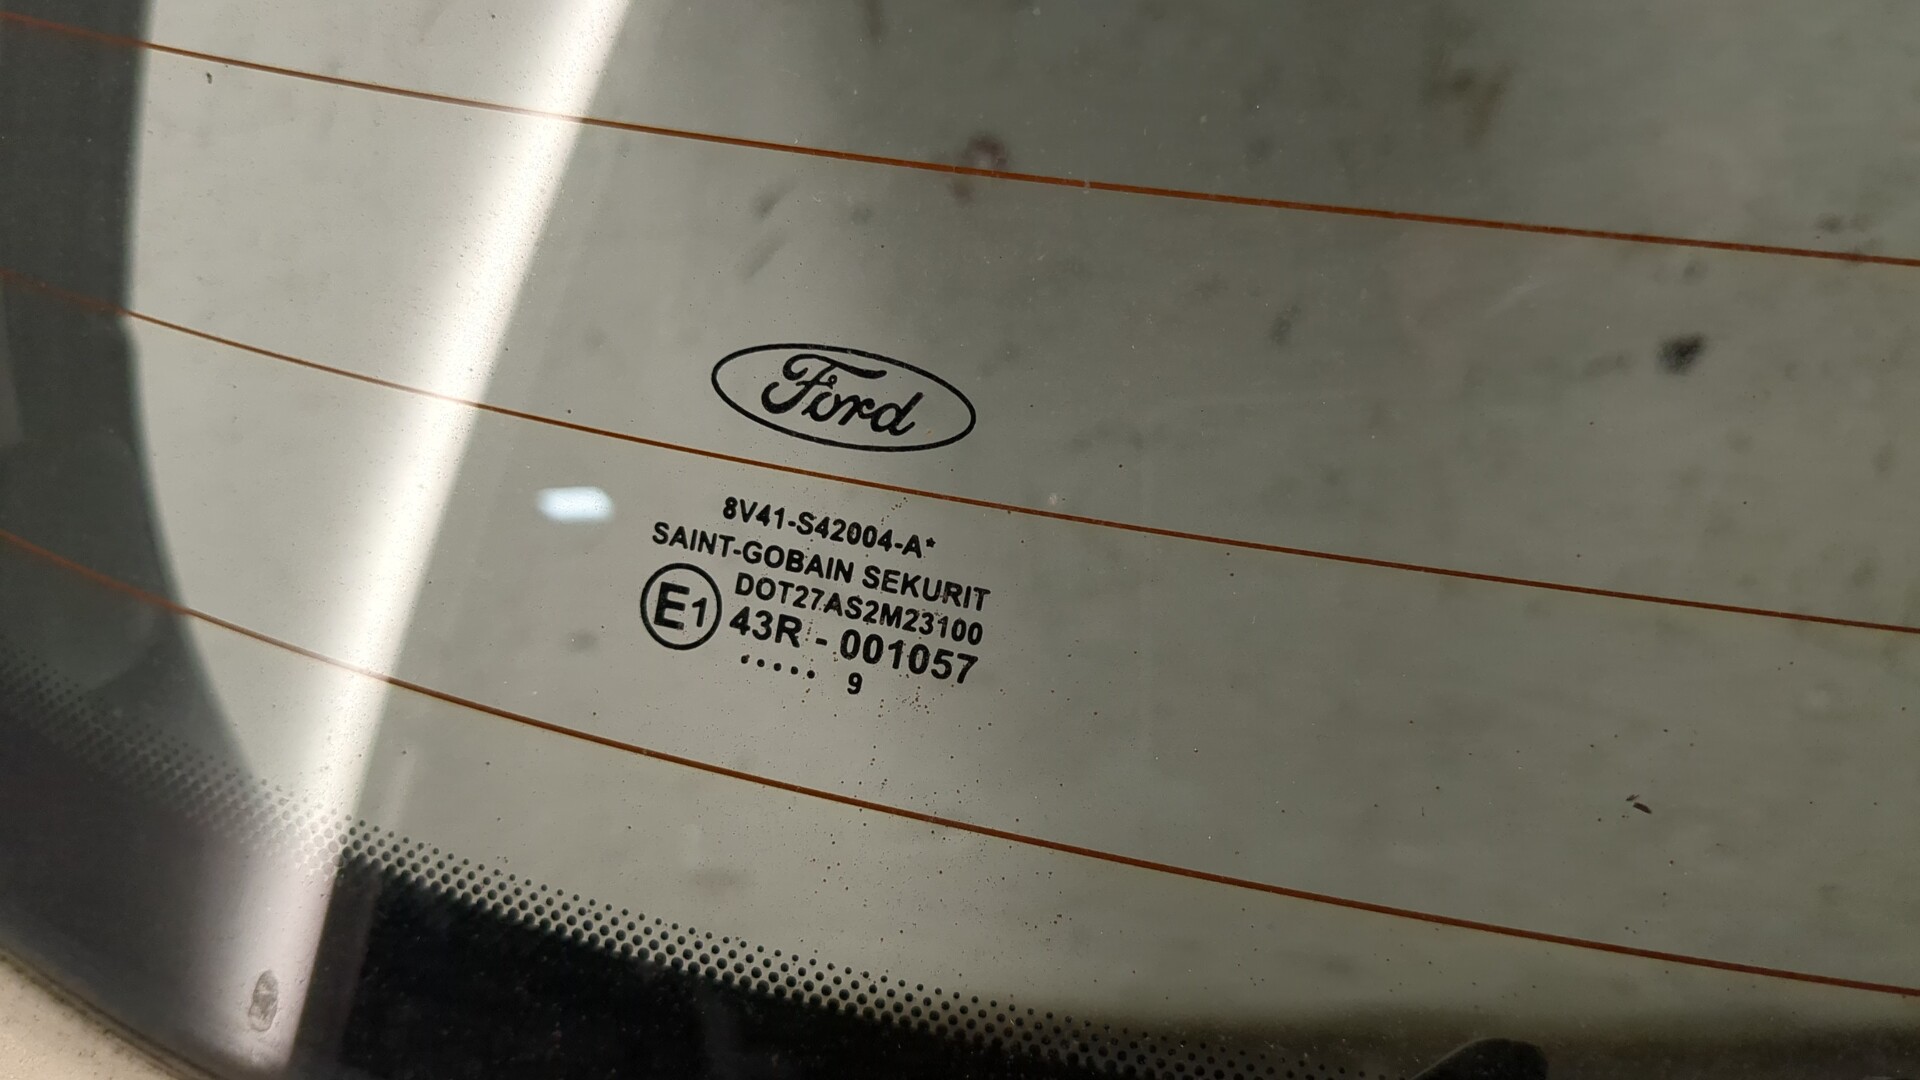 Ford
8V41-S42004-A*
SAINT-GOBAIN SEKURIT
DOT27AS2M23100
E1 43R - 001057
..... 9